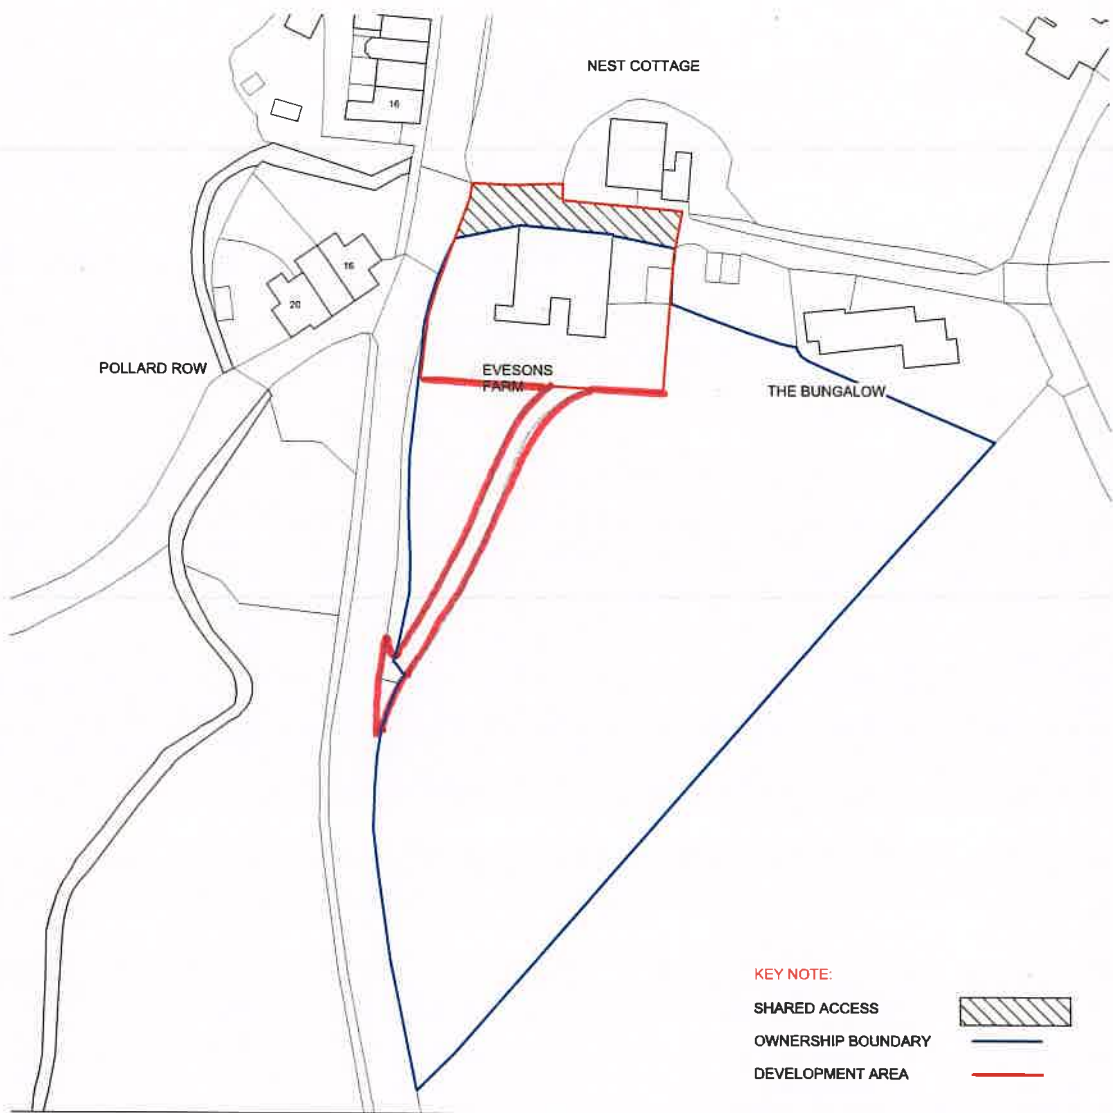 NEST COTTAGE
16
16
20
POLLARD ROW
EVESONS
FARM
THE BUNGALOW
KEY NOTE:
SHARED ACCESS
OWNERSHIP BOUNDARY
DEVELOPMENT AREA